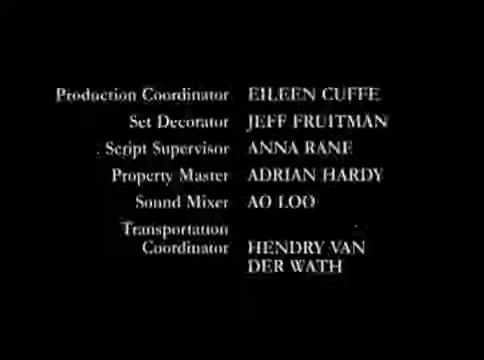 Production Coordinator EILEEN CUFFE
Set Decorator JEFF FRUITMAN
Script Supervisor ANNA RANE
Property Master ADRIAN HARDY
Sound Mixer AO LOO
Transportation
Coordinator HENDRY VAN
DER WATH